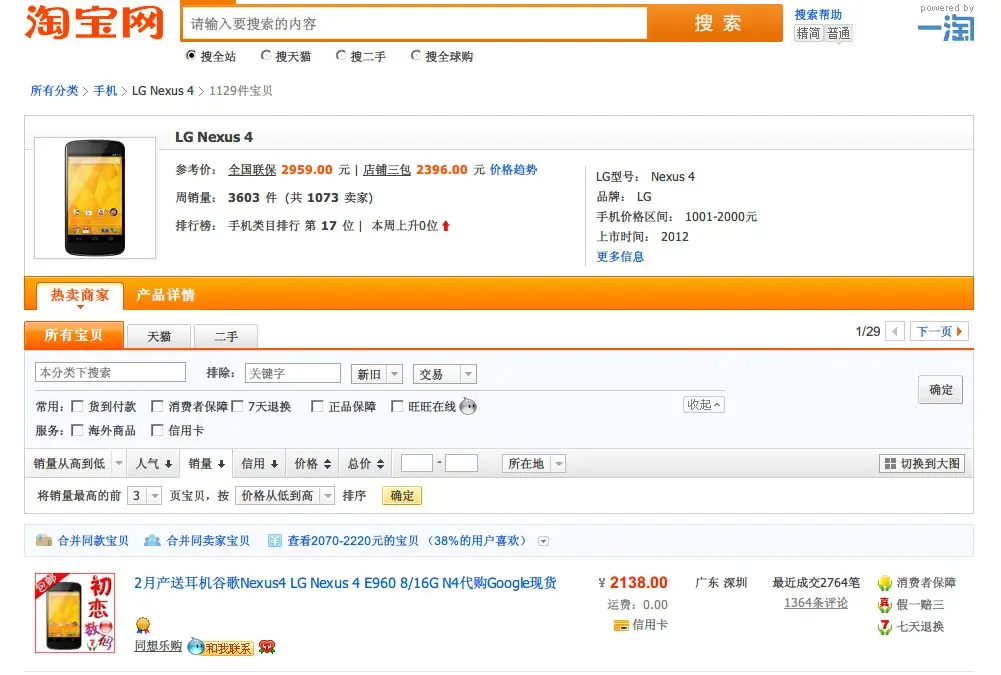 淘宝网
请输入要搜索的内容
搜 索
搜索帮助
精简 普通
powered by
一淘
搜全站 搜天猫 搜二手 搜全球购
所有分类 > 手机 > LG Nexus 4 > 1129件宝贝
LG Nexus 4
参考价: 全国联保 2959.00 元 | 店铺三包 2396.00 元 价格趋势
周销量: 3603 件 (共 1073 卖家)
排行榜: 手机类目排行 第 17 位 | 本周上升0位
LG型号: Nexus 4
品牌: LG
手机价格区间: 1001-2000元
上市时间: 2012
更多信息
热卖商家 产品详情
所有宝贝 天猫 二手 1/29 下一页
本分类下搜索 排除: 关键字 新旧 交易 确定
常用: 货到付款 消费者保障 7天退换 正品保障 旺旺在线 收起
服务: 海外商品 信用卡
销量从高到低 人气 销量 信用 价格 总价 - 所在地 切换到大图
将销量最高的前 3 页宝贝，按 价格从低到高 排序 确定
合并同款宝贝 合并同卖家宝贝 查看2070-2220元的宝贝 （38%的用户喜欢）
包邮
初恋数码
2月产送耳机谷歌Nexus4 LG Nexus 4 E960 8/16G N4代购Google现货
同想乐购 和我联系
¥ 2138.00
运费: 0.00
信用卡
广东 深圳
最近成交2764笔
1364条评论
消费者保障
真 假一赔三
7 七天退换